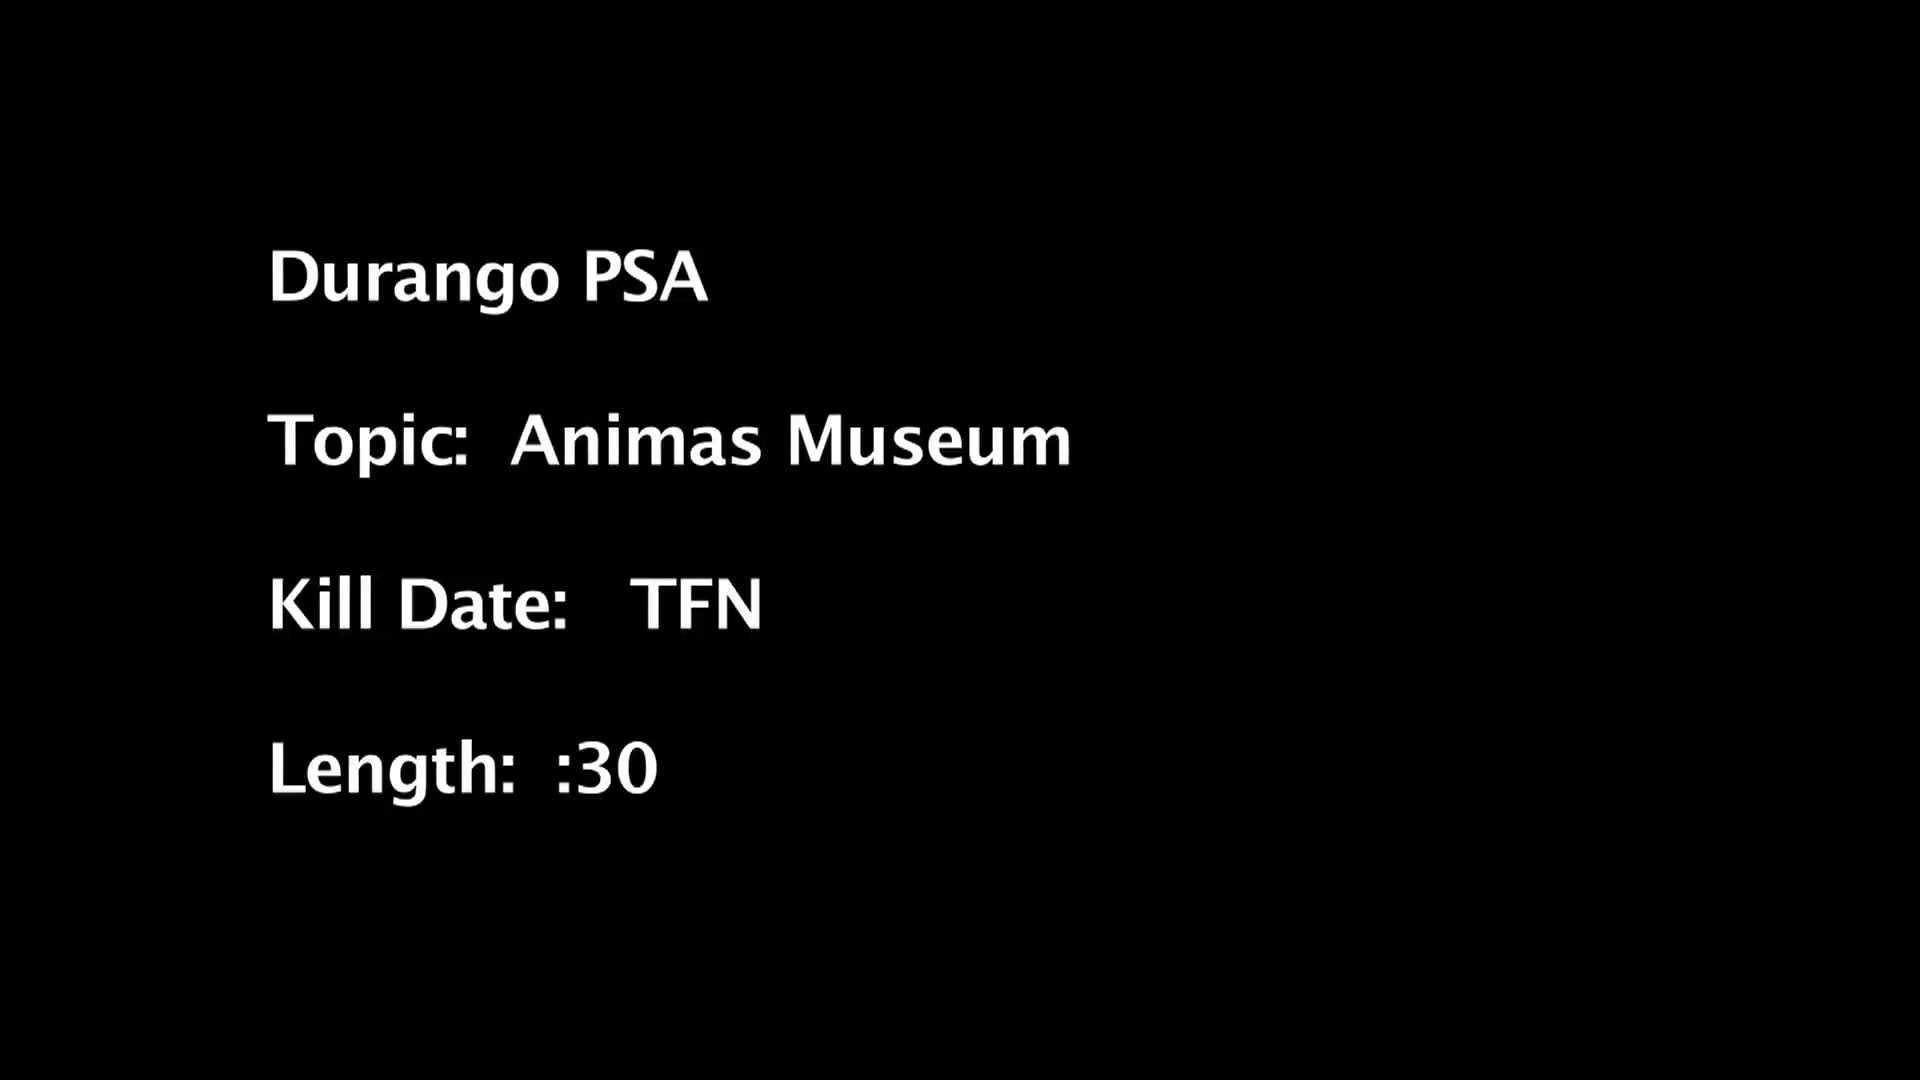 Durango PSA
Topic: Animas Museum
Kill Date: TFN
Length: :30